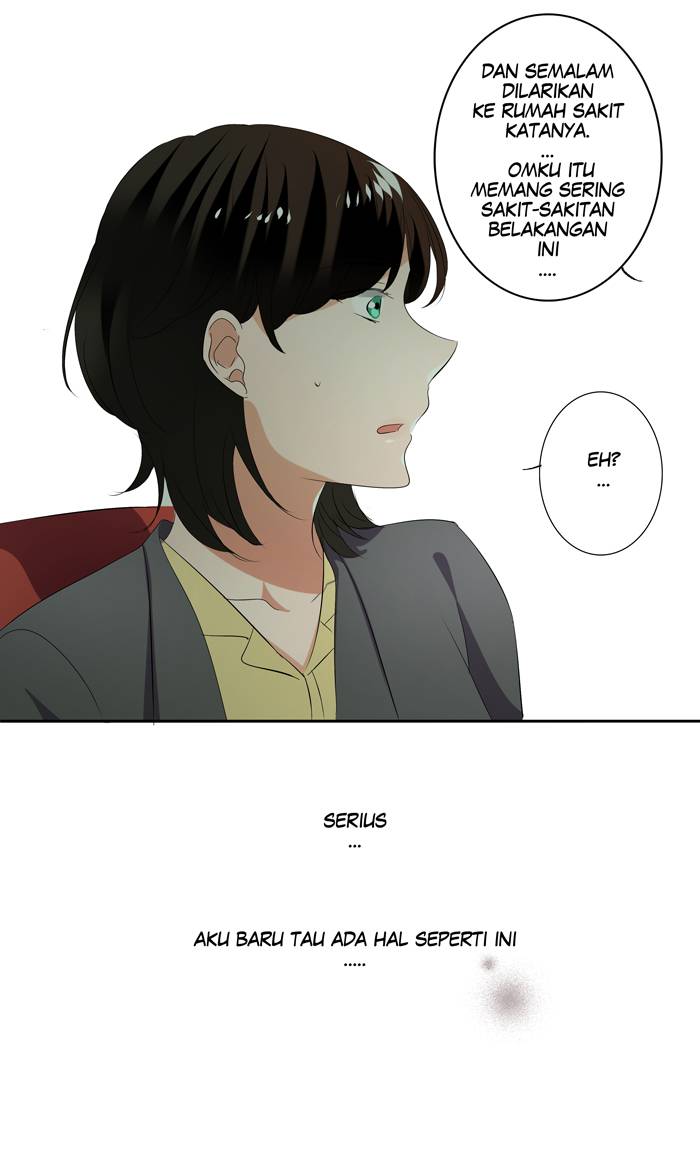 DAN SEMALAM
DILARIKAN
KE RUMAH SAKIT
KATANYA.
...
OMKU ITU
MEMANG SERING
SAKIT-SAKITAN
BELAKANGAN
INI
....
EH?
...
SERIUS
...
AKU BARU TAU ADA HAL SEPERTI INI
.....